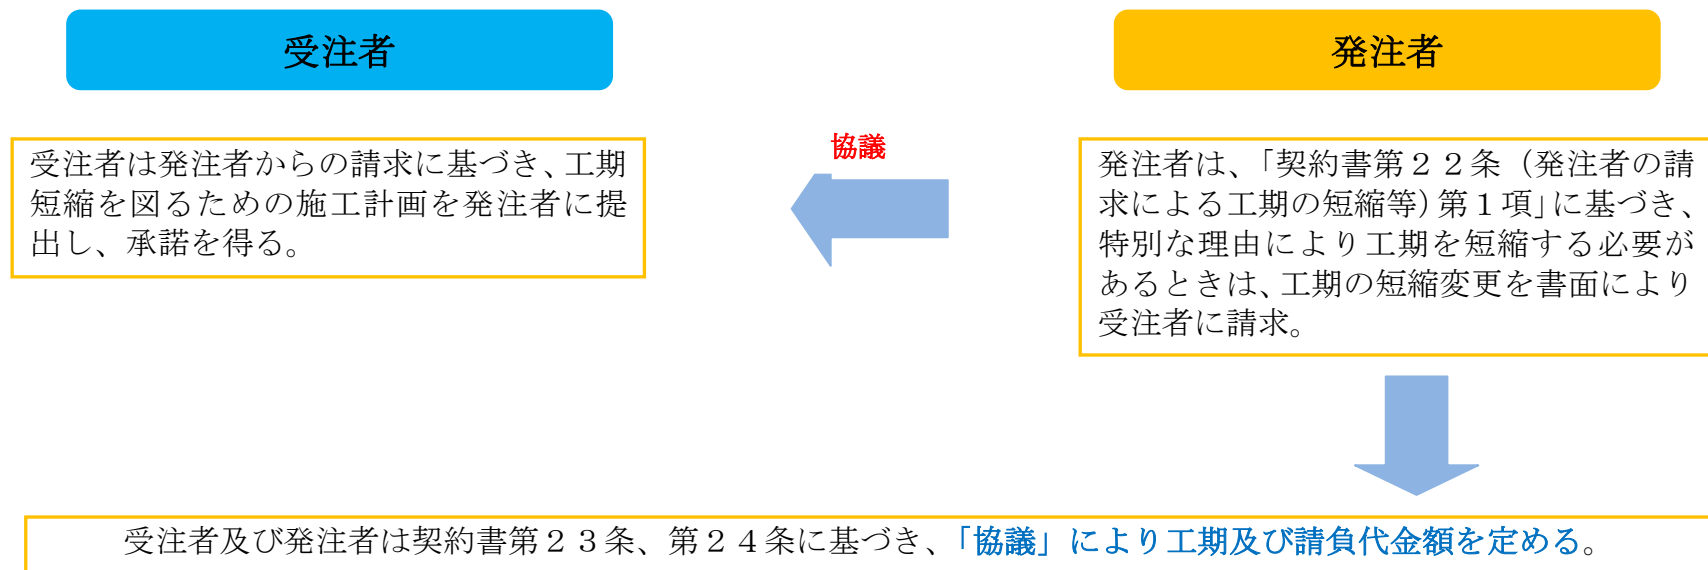 受注者
発注者
協議
受注者は発注者からの請求に基づき、工期
短縮を図るための施工計画を発注者に提
出し、承諾を得る。
発注者は、「契約書第２２条（発注者の請
求による工期の短縮等）第１項」に基づき、
特別な理由により工期を短縮する必要が
あるときは、工期の短縮変更を書面により
受注者に請求。
受注者及び発注者は契約書第２３条、第２４条に基づき、「協議」により工期及び請負代金額を定める。